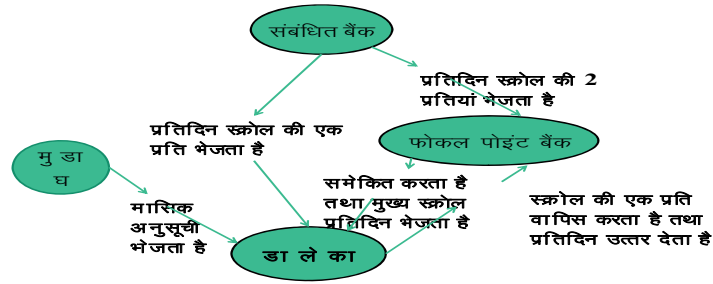 संबंधित बैंक
प्रतिदिन स्क्रोल की 2
प्रतियां भेजता है
प्रतिदिन स्क्रोल की एक
प्रति भेजता है
फोकल पोइंट बैंक
मु डा
घ
समेकित करता है
तथा मुख्य स्क्रोल
प्रतिदिन भेजता है
स्क्रोल की एक प्रति
वापिस करता है तथा
प्रतिदिन उत्तर देता है
मासिक
अनुसूची
भेजता है
डा ले का